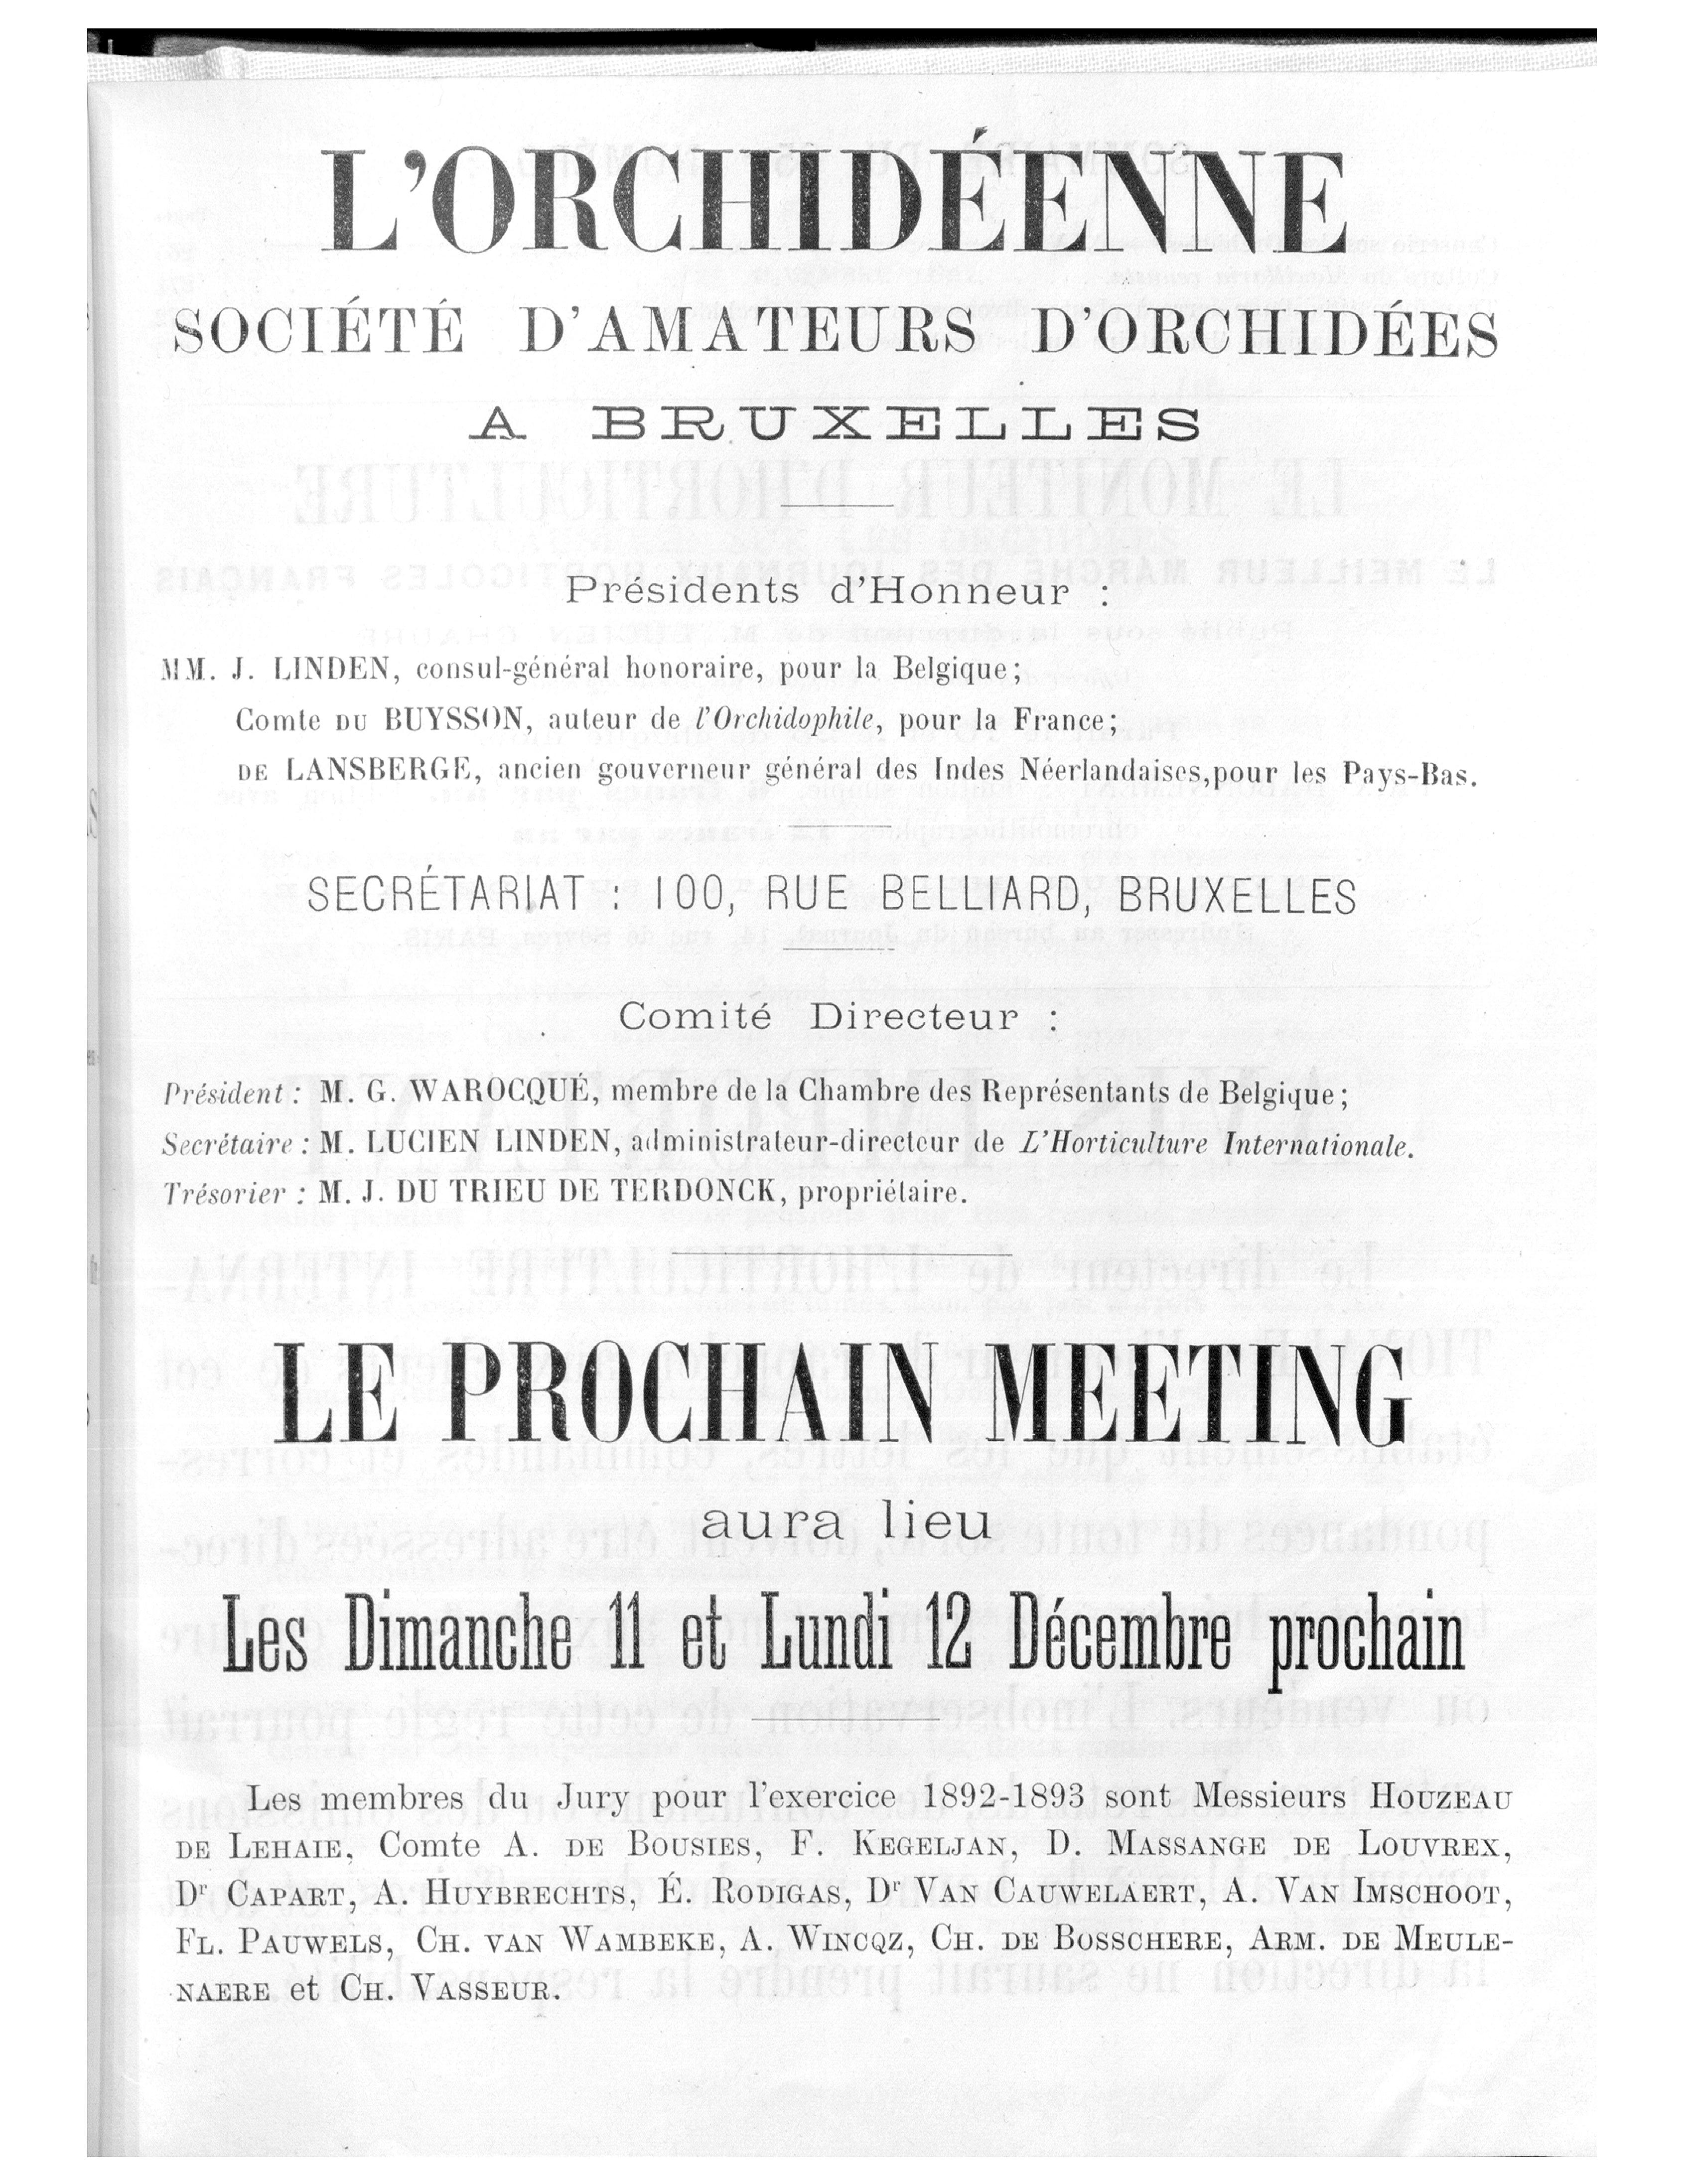 L'ORCHIDÉENNE
SOCIÉTÉ D'AMATEURS D'ORCHIDÉES
A BRUXELLES
Présidents d'Honneur :
MM. J. LINDEN, consul-général honoraire, pour la Belgique;
Comte DU BUYSSON, auteur de l'Orchidophile, pour la France;
DE LANSBERGE, ancien gouverneur général des Indes Néerlandaises, pour les Pays-Bas.
SECRÉTARIAT : 100, RUE BELLIARD, BRUXELLES
Comité Directeur :
Président : M. G. WAROCQUÉ, membre de la Chambre des Représentants de Belgique;
Secrétaire : M. LUCIEN LINDEN, administrateur-directeur de L'Horticulture Internationale.
Trésorier : M. J. DU TRIEU DE TERDONCK, propriétaire.
LE PROCHAIN MEETING
aura lieu
Les Dimanche 11 et Lundi 12 Décembre prochain
Les membres du Jury pour l'exercice 1892-1893 sont Messieurs HOUZEAU
DE LEHAIE, Comte A. DE BOUSIES, F. KEGELJAN, D. MASSANGE DE LOUVREX,
Dr CAPART, A. HUYBRECHTS, É. RODIGAS, Dr VAN CAUWELAERT, A. VAN IMSCHOOT,
FL. PAUWELS, CH. VAN WAMBEKE, A. WINCQZ, CH. DE BOSSCHERE, ARM. DE MEULE-
NAERE et CH. VASSEUR.